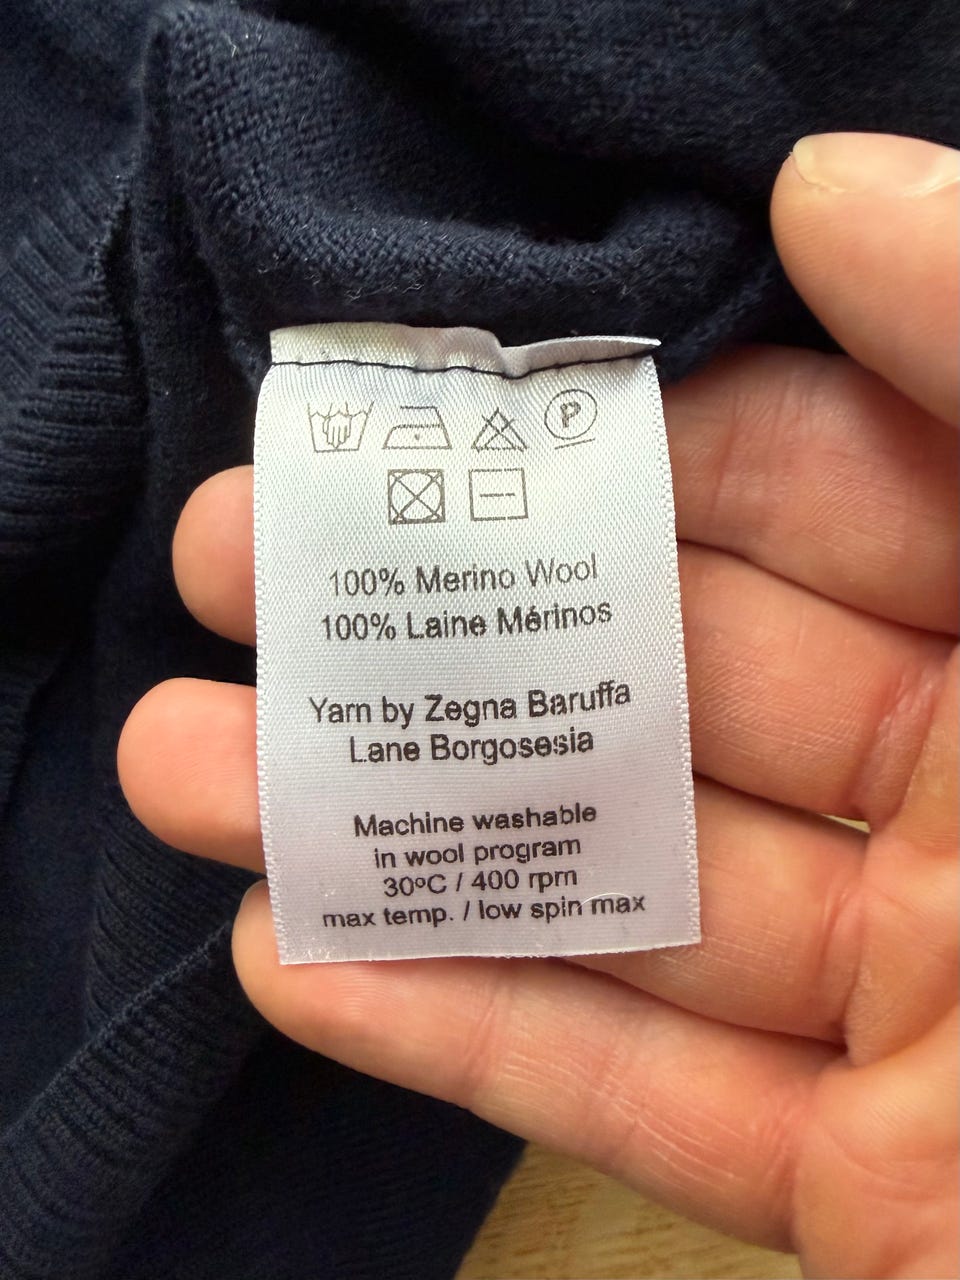 P
100% Merino Wool
100% Laine Mérinos
Yarn by Zegna Baruffa
Lane Borgosesia
Machine washable
in wool program
30ºC / 400 rpm
max temp. / low spin max